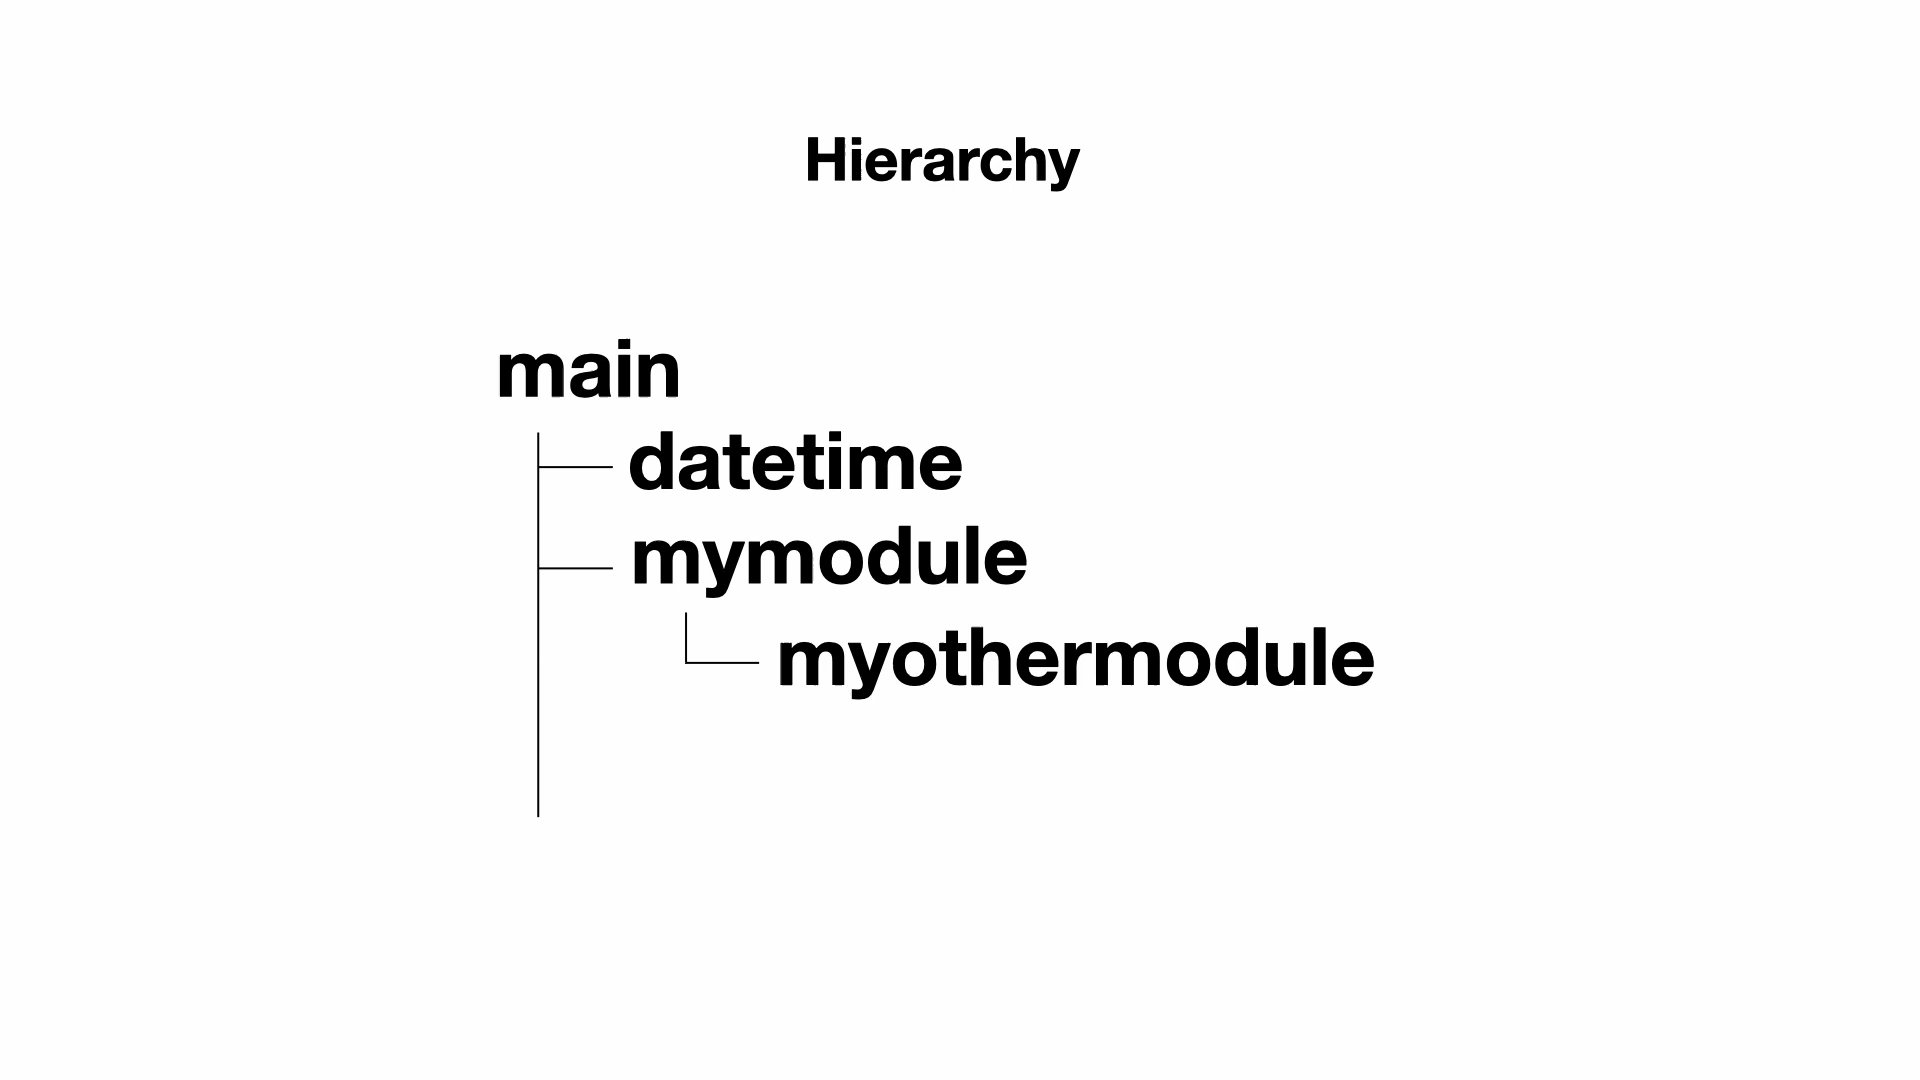 Hierarchy
main
datetime
mymodule
myothermodule